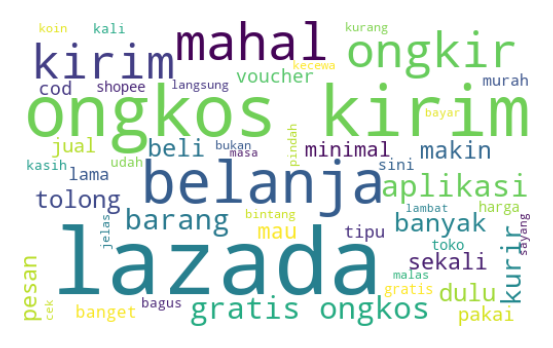 koin kali mahal kurang ongkir
kirim kecewa
cod shopee langsung voucher murah
ongkos kirim
bayar
jual beli bukan masa pindah minimal makin
kasih udah sini
lama belanja aplikasi
tolong barang bintang lambat harga
jelas mau tipu banyak sayang
toko
sekali kurir
pesan malas
lazada
cek banget bagus gratis ongkos gratis dulu
pakai